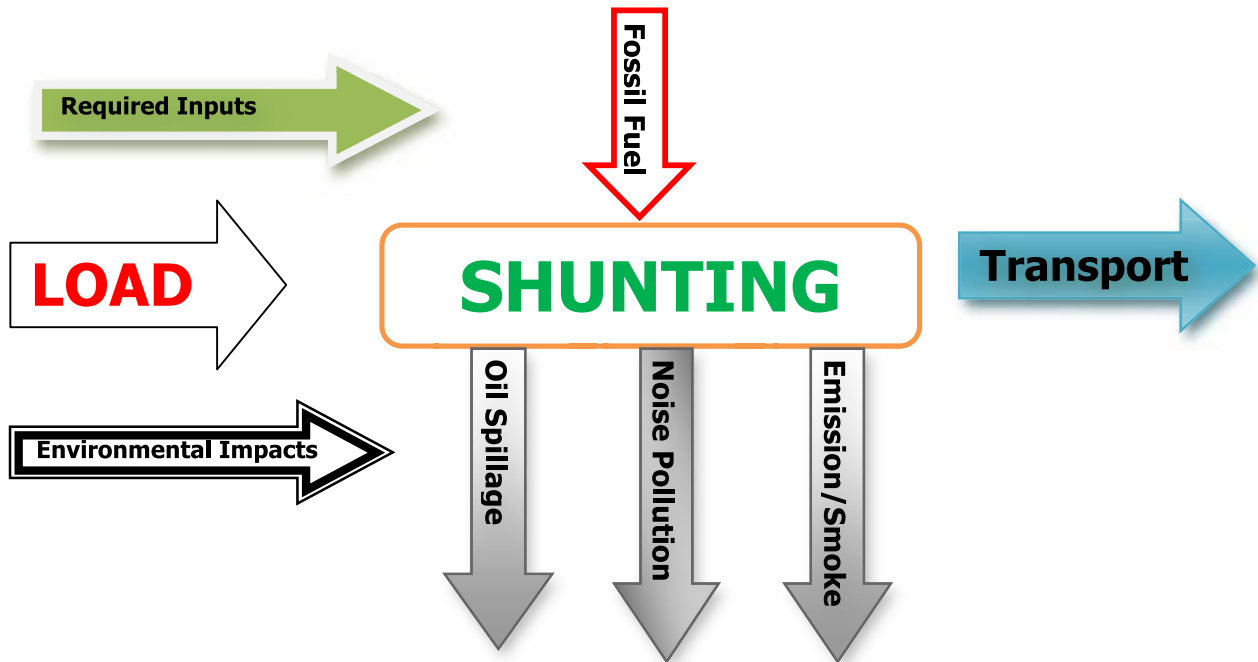 Required Inputs
Fossil Fuel
LOAD
SHUNTING
Transport
Environmental Impacts
Oil Spillage
Noise Pollution
Emission/Smoke